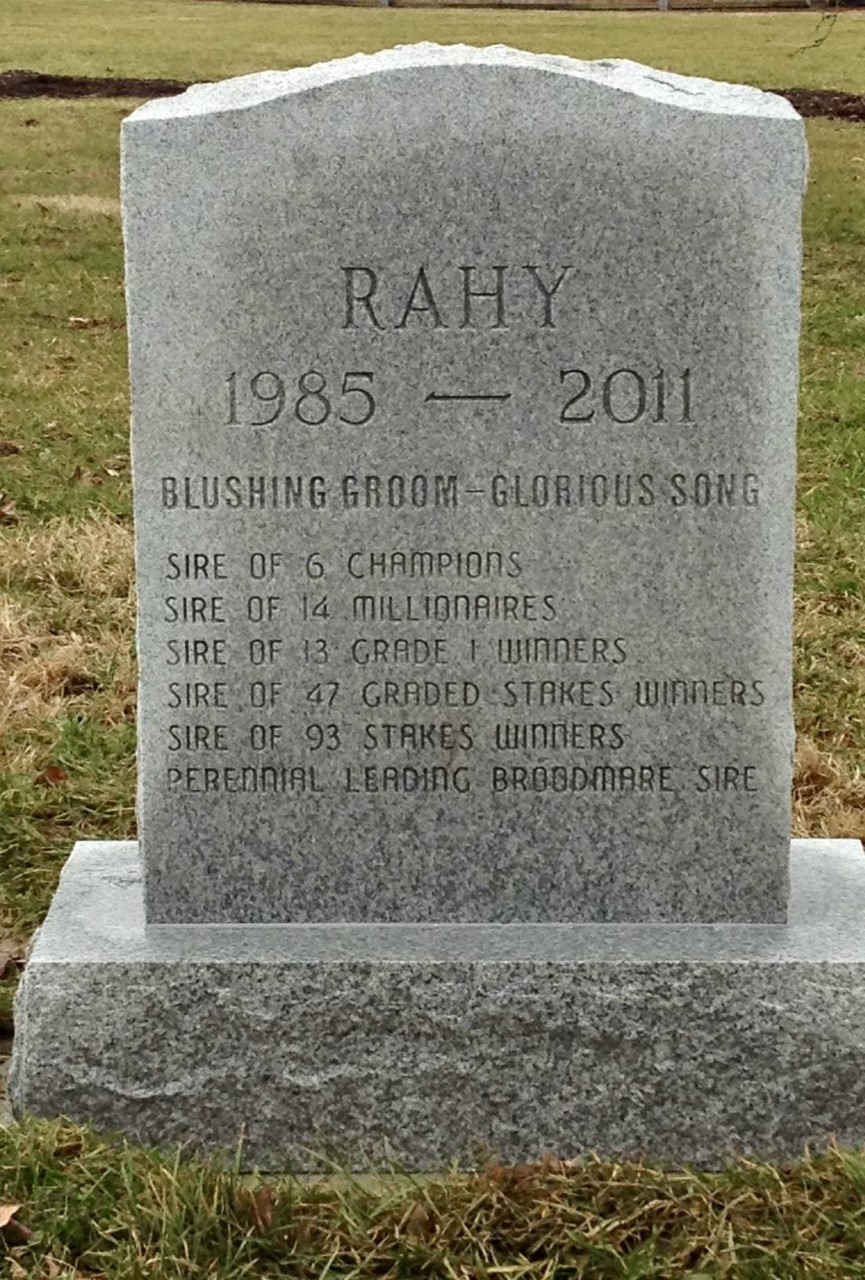 RAHY
1985 — 2011
BLUSHING GROOM-GLORIOUS SONG
SIRE OF 6 CHAMPIONS
SIRE OF 14 MILLIONAIRES
SIRE OF 13 GRADE 1 WINNERS
SIRE OF 47 GRADED STAKES WINNERS
SIRE OF 93 STAKES WINNERS
PERENNIAL LEADING BROODMARE SIRE